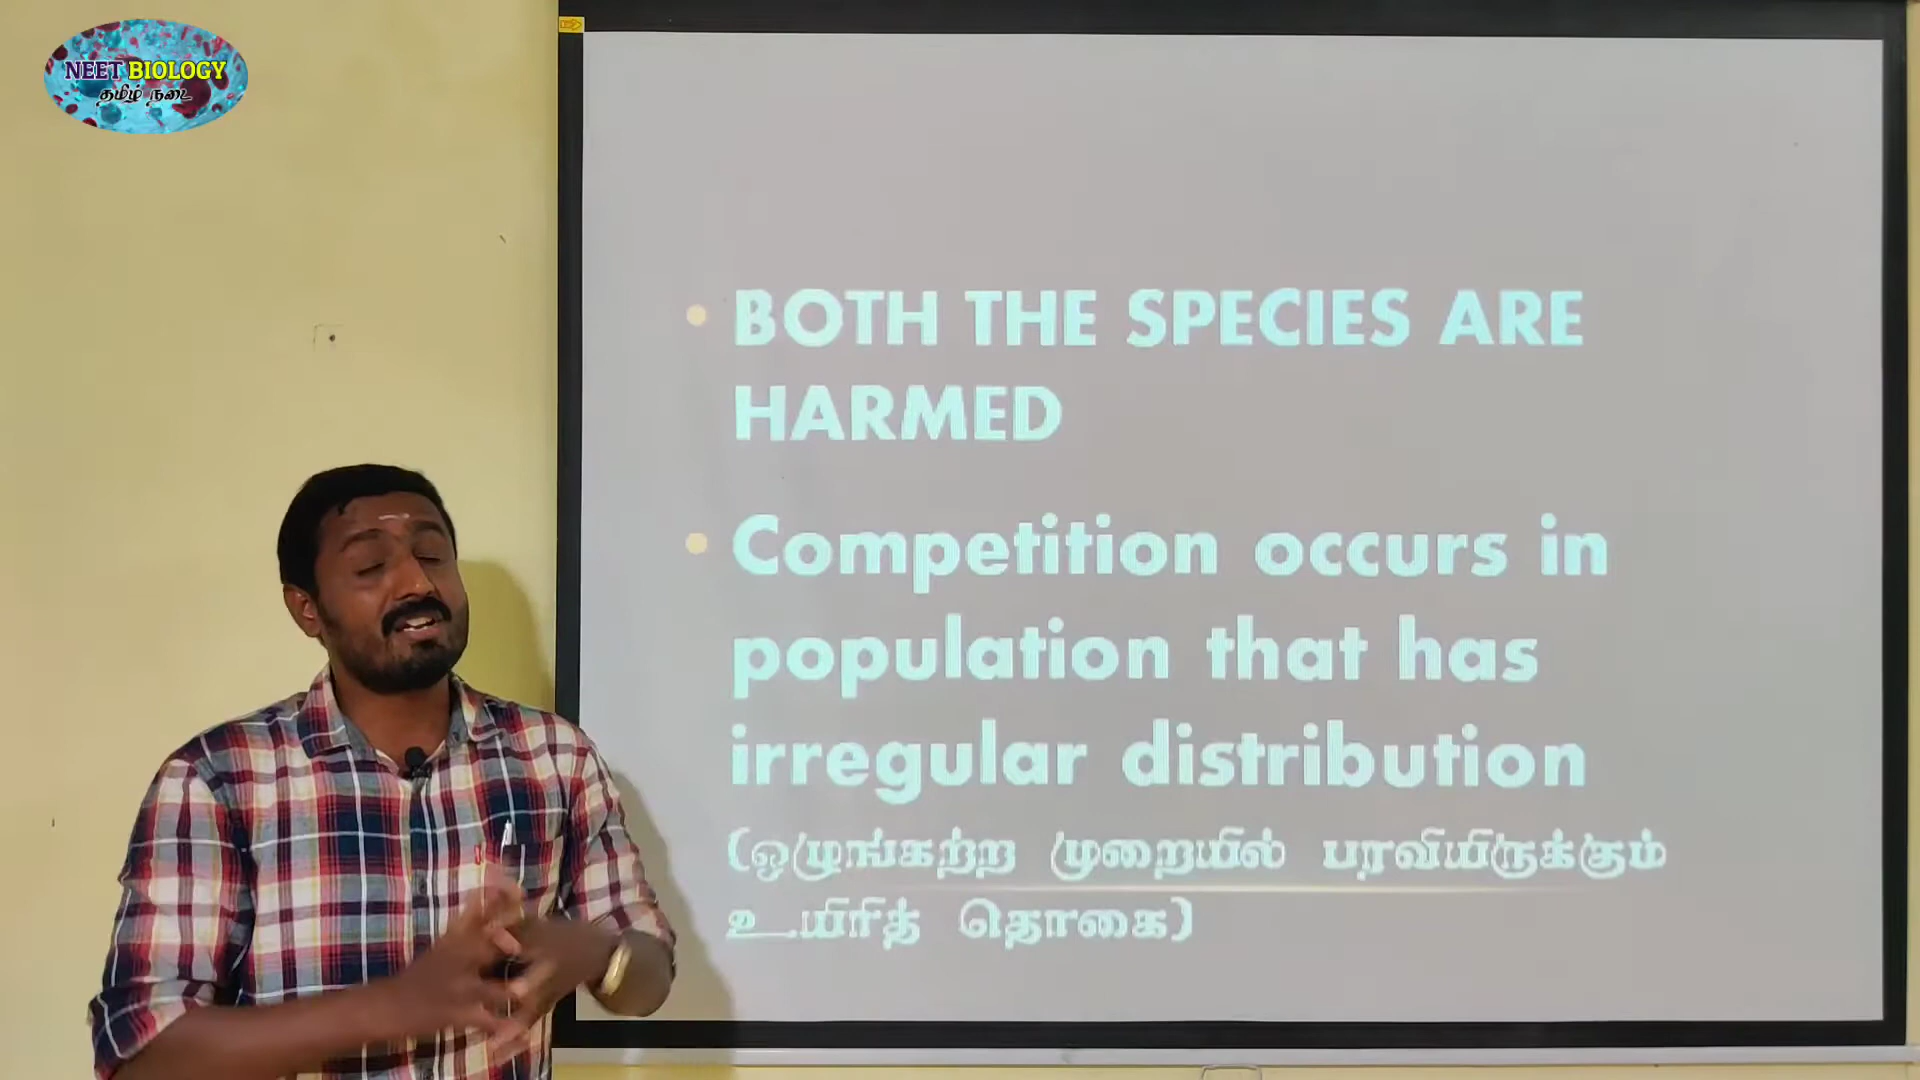 NEET BIOLOGY
தமிழ் நடை
• BOTH THE SPECIES ARE
HARMED
• Competition occurs in
population that has
irregular distribution
(ஒழுங்கற்ற முறையில் பரவியிருக்கும்
உயிரித் தொகை)